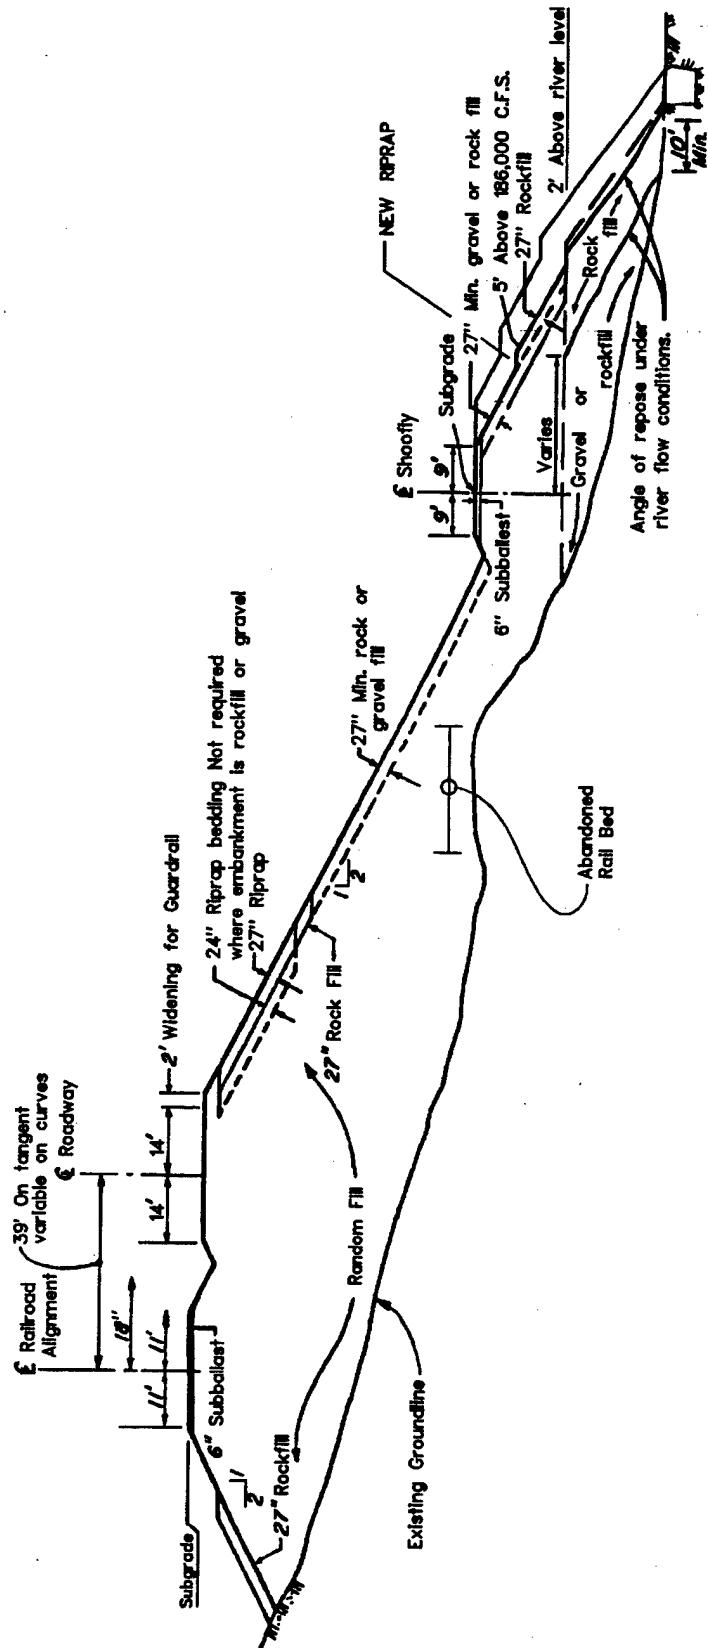 39' On tangent
variable on curves
℄ Railroad
Alignment
℄ Roadway
18"
11'
11'
14'
14'
2' Widening for Guardrail
24" Riprap bedding Not required
where embankment is rockfill or gravel
27" Riprap
Subgrade
6" Subballast
1
2
27" Rockfill
27" Rock Fill
1
2
Random Fill
Existing Groundline
27" Min. rock or
gravel fill
Abandoned
Rail Bed
℄ Shoofly
9'
9'
Subgrade
6" Subballest
NEW RIPRAP
27" Min. gravel or rock fill
5' Above 186,000 C.F.S.
27" Rockfill
2' Above river level
Varies
Rock
fill
Gravel or
rockfill
Angle of repose under
river flow conditions.
10'
Min.